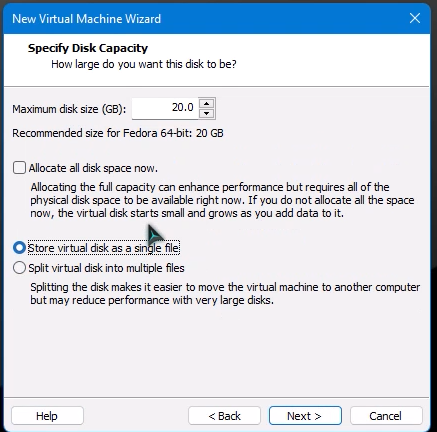 New Virtual Machine Wizard
Specify Disk Capacity
How large do you want this disk to be?
Maximum disk size (GB): 20.0
Recommended size for Fedora 64-bit: 20 GB
Allocate all disk space now.
Allocating the full capacity can enhance performance but requires all of the
physical disk space to be available right now. If you do not allocate all the space
now, the virtual disk starts small and grows as you add data to it.
Store virtual disk as a single file
Split virtual disk into multiple files
Splitting the disk makes it easier to move the virtual machine to another computer
but may reduce performance with very large disks.
Help < Back Next > Cancel